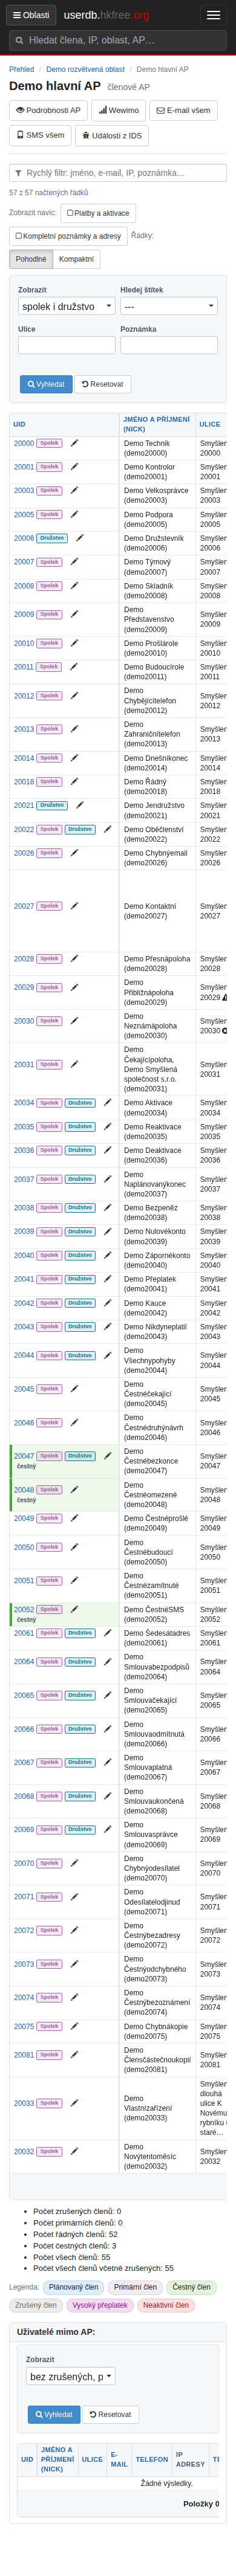 Oblasti
userdb.hkfree.org
Hledat člena, IP, oblast, AP…
Přehled / Demo rozvětvená oblast / Demo hlavní AP
Demo hlavní AP členové AP
Podrobnosti AP
Wewimo
E-mail všem
SMS všem
Události z IDS
Rychlý filtr: jméno, e-mail, IP, poznámka…
57 z 57 načtených řádků
Zobrazit navíc: Platby a aktivace
Kompletní poznámky a adresy Řádky:
Pohodlné Kompaktní
Zobrazit
spolek i družstvo
Hledej štítek
---
Ulice
Poznámka
Vyhledat
Resetovat
UID JMÉNO A PŘÍJMENÍ (NICK) ULICE
20000 Spolek Demo Technik (demo20000) Smyšlen 20000
20001 Spolek Demo Kontrolor (demo20001) Smyšlen 20001
20003 Spolek Demo Velkosprávce (demo20003) Smyšlen 20003
20005 Spolek Demo Podpora (demo20005) Smyšlen 20005
20006 Družstvo Demo Družstevník (demo20006) Smyšlen 20006
20007 Spolek Demo Týmový (demo20007) Smyšlen 20007
20008 Spolek Demo Skladník (demo20008) Smyšlen 20008
20009 Spolek Demo Představenstvo (demo20009) Smyšlen 20009
20010 Spolek Demo Prošlárole (demo20010) Smyšlen 20010
20011 Spolek Demo Budoucírole (demo20011) Smyšlen 20011
20012 Spolek Demo Chybějícítelefon (demo20012) Smyšlen 20012
20013 Spolek Demo Zahraničnítelefon (demo20013) Smyšlen 20013
20014 Spolek Demo Dnešníkonec (demo20014) Smyšlen 20014
20018 Spolek Demo Řádný (demo20018) Smyšlen 20018
20021 Družstvo Demo Jendružstvo (demo20021) Smyšlen 20021
20022 Spolek Družstvo Demo Oběčlenství (demo20022) Smyšlen 20022
20026 Spolek Demo Chybnýemail (demo20026) Smyšlen 20026
20027 Spolek Demo Kontaktní (demo20027) Smyšlen 20027
20028 Spolek Demo Přesnápoloha (demo20028) Smyšlen 20028
20029 Spolek Demo Přibližnápoloha (demo20029) Smyšlen 20029
20030 Spolek Demo Neznámápoloha (demo20030) Smyšlen 20030
20031 Spolek Demo Čekajícípoloha, Demo Smyšlená společnost s.r.o. (demo20031) Smyšlen 20031
20034 Spolek Družstvo Demo Aktivace (demo20034) Smyšlen 20034
20035 Spolek Družstvo Demo Reaktivace (demo20035) Smyšlen 20035
20036 Spolek Družstvo Demo Deaktivace (demo20036) Smyšlen 20036
20037 Spolek Družstvo Demo Naplánovanýkonec (demo20037) Smyšlen 20037
20038 Spolek Družstvo Demo Bezpeněz (demo20038) Smyšlen 20038
20039 Spolek Družstvo Demo Nulovékonto (demo20039) Smyšlen 20039
20040 Spolek Družstvo Demo Zápornékonto (demo20040) Smyšlen 20040
20041 Spolek Družstvo Demo Přeplatek (demo20041) Smyšlen 20041
20042 Spolek Družstvo Demo Kauce (demo20042) Smyšlen 20042
20043 Spolek Družstvo Demo Nikdyneplatil (demo20043) Smyšlen 20043
20044 Spolek Družstvo Demo Všechnypohyby (demo20044) Smyšlen 20044
20045 Spolek Demo Čestnéčekající (demo20045) Smyšlen 20045
20046 Spolek Demo Čestnédruhýnávrh (demo20046) Smyšlen 20046
20047 Spolek Družstvo čestný Demo Čestnébezkonce (demo20047) Smyšlen 20047
20048 Spolek čestný Demo Čestnéomezené (demo20048) Smyšlen 20048
20049 Spolek Demo Čestnéprošlé (demo20049) Smyšlen 20049
20050 Spolek Demo Čestnébudoucí (demo20050) Smyšlen 20050
20051 Spolek Demo Čestnézamítnuté (demo20051) Smyšlen 20051
20052 Spolek čestný Demo ČestnéSMS (demo20052) Smyšlen 20052
20061 Spolek Družstvo Demo Šedesátadres (demo20061) Smyšlen 20061
20064 Spolek Družstvo Demo Smlouvabezpodpisů (demo20064) Smyšlen 20064
20065 Spolek Družstvo Demo Smlouvačekající (demo20065) Smyšlen 20065
20066 Spolek Družstvo Demo Smlouvaodmítnutá (demo20066) Smyšlen 20066
20067 Spolek Družstvo Demo Smlouvaplatná (demo20067) Smyšlen 20067
20068 Spolek Družstvo Demo Smlouvaukončená (demo20068) Smyšlen 20068
20069 Spolek Družstvo Demo Smlouvasprávce (demo20069) Smyšlen 20069
20070 Spolek Demo Chybnýodesílatel (demo20070) Smyšlen 20070
20071 Spolek Demo Odesílatelodjinud (demo20071) Smyšlen 20071
20072 Spolek Demo Čestnýbezadresy (demo20072) Smyšlen 20072
20073 Spolek Demo Čestnýodchybného (demo20073) Smyšlen 20073
20074 Spolek Demo Čestnýbezoznámení (demo20074) Smyšlen 20074
20075 Spolek Demo Chybnákopie (demo20075) Smyšlen 20075
20081 Spolek Demo Člensčástečnoukopií (demo20081) Smyšlen 20081
20033 Spolek Demo Vlastnízařízení (demo20033) Smyšlen dlouhá ulice K Novému rybníku staré…
20032 Spolek Demo Novýtentoměsíc (demo20032) Smyšlen 20032
Počet zrušených členů: 0
Počet primárních členů: 0
Počet řádných členů: 52
Počet čestných členů: 3
Počet všech členů: 55
Počet všech členů včetně zrušených: 55
Legenda: Plánovaný člen Primární člen Čestný člen
Zrušený člen Vysoký přeplatek Neaktivní člen
Uživatelé mimo AP:
Zobrazit
bez zrušených, p
Vyhledat
Resetovat
UID JMÉNO A PŘÍJMENÍ (NICK) ULICE E-MAIL TELEFON IP ADRESY
Žádné výsledky.
Položky 0